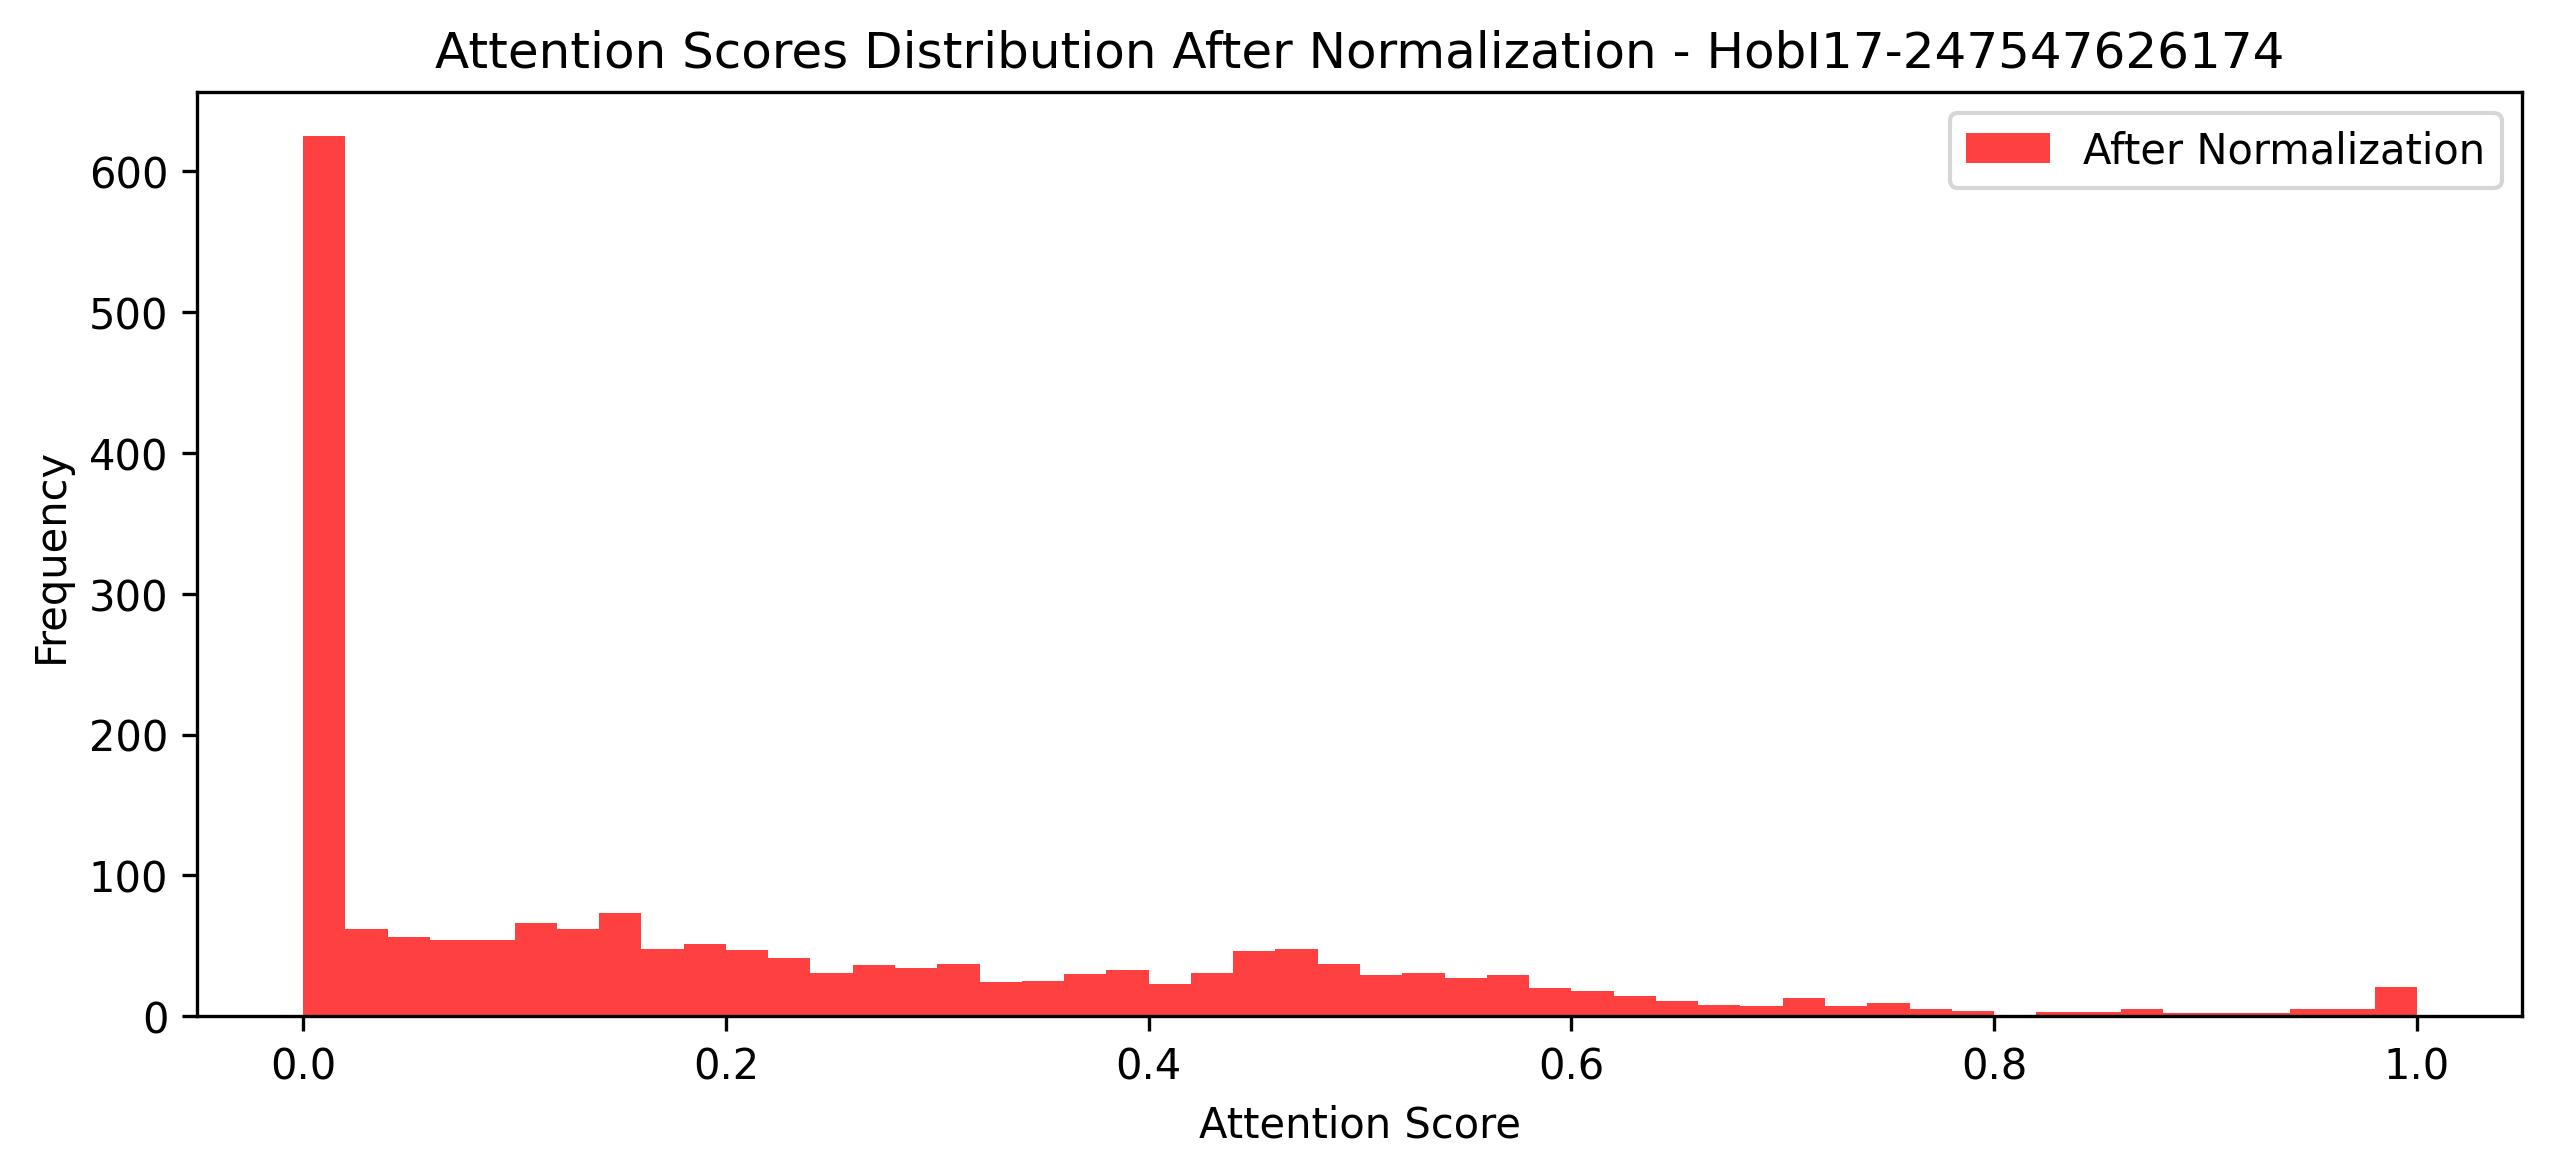 Attention Scores Distribution After Normalization - HobI17-247547626174
After Normalization
600
500
400
300
200
100
0
Frequency
0.0 0.2 0.4 0.6 0.8 1.0
Attention Score